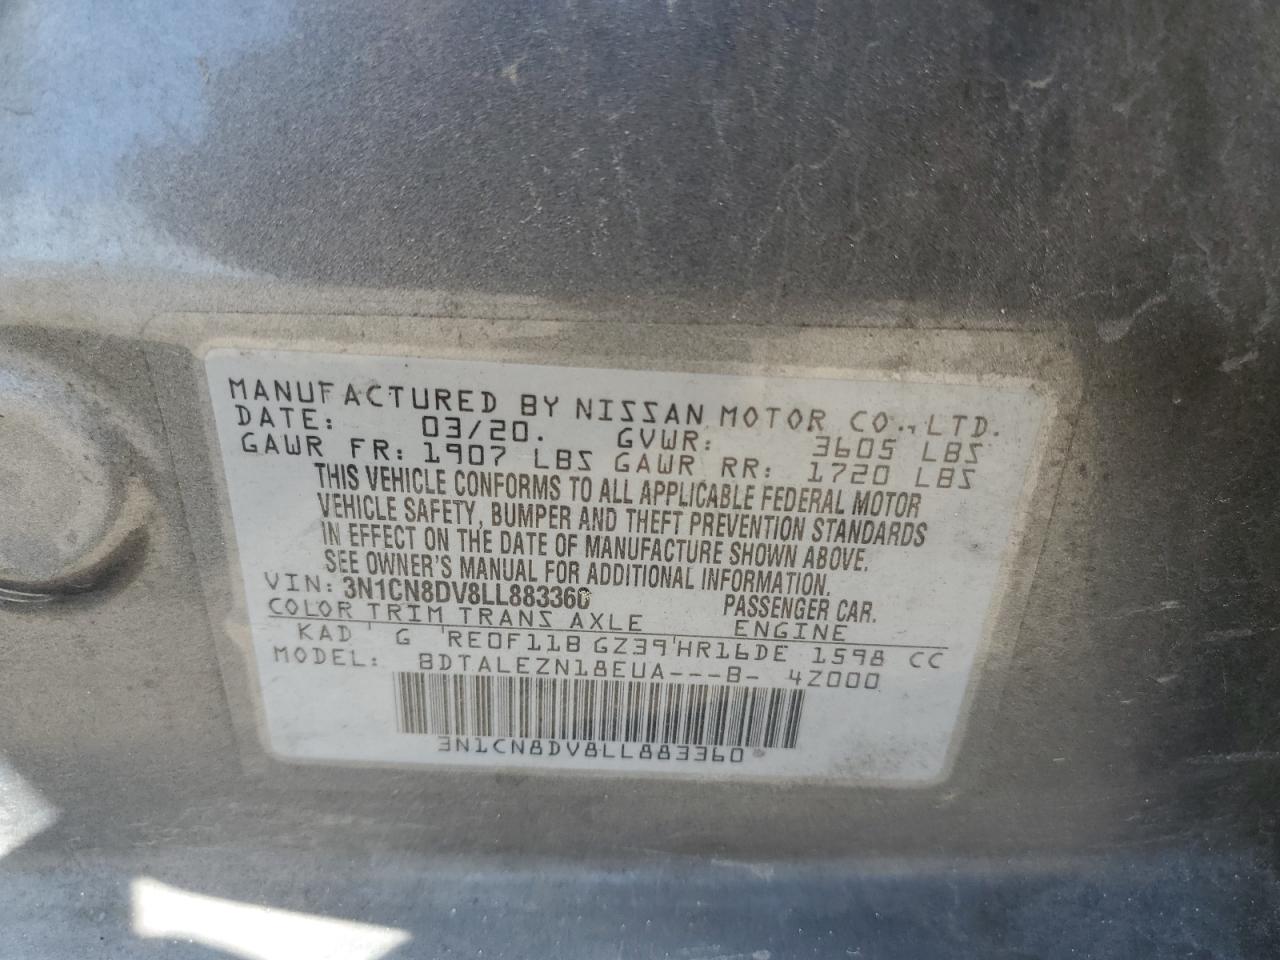 MANUFACTURED BY NISSAN MOTOR CO., LTD.
DATE: 03/20. GVWR: 3605 LBS
GAWR FR: 1907 LBS GAWR RR: 1720 LBS
THIS VEHICLE CONFORMS TO ALL APPLICABLE FEDERAL MOTOR
VEHICLE SAFETY, BUMPER AND THEFT PREVENTION STANDARDS
IN EFFECT ON THE DATE OF MANUFACTURE SHOWN ABOVE.
SEE OWNER'S MANUAL FOR ADDITIONAL INFORMATION.
VIN: 3N1CN8DV8LL883360 PASSENGER CAR.
COLOR TRIM TRANS AXLE ENGINE
KAD G RE0F11B GZ39 HR16DE 1598 CC
MODEL: BDTALEZN18EUA---B- 4Z000
3N1CN8DV8LL883360